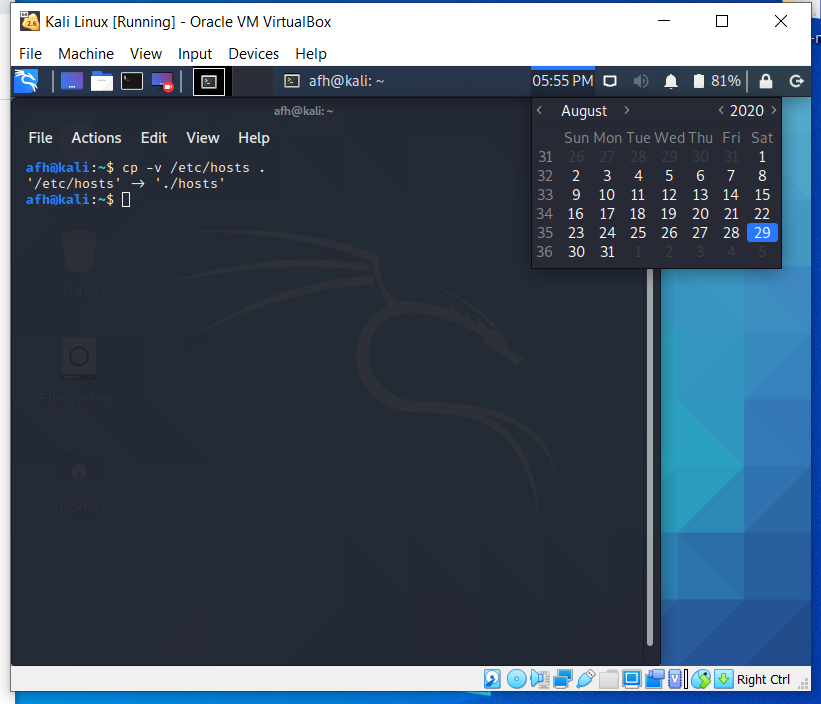 Kali Linux [Running] - Oracle VM VirtualBox
File Machine View Input Devices Help
afh@kali: ~ 05:55 PM 81%
afh@kali: ~
File Actions Edit View Help
afh@kali:~$ cp -v /etc/hosts .
'/etc/hosts' -> './hosts'
afh@kali:~$
< August > < 2020 >
Sun Mon Tue Wed Thu Fri Sat
31 26 27 28 29 30 31 1
32 2 3 4 5 6 7 8
33 9 10 11 12 13 14 15
34 16 17 18 19 20 21 22
35 23 24 25 26 27 28 29
36 30 31 1 2 3 4 5
Trash
File System
Home
Right Ctrl